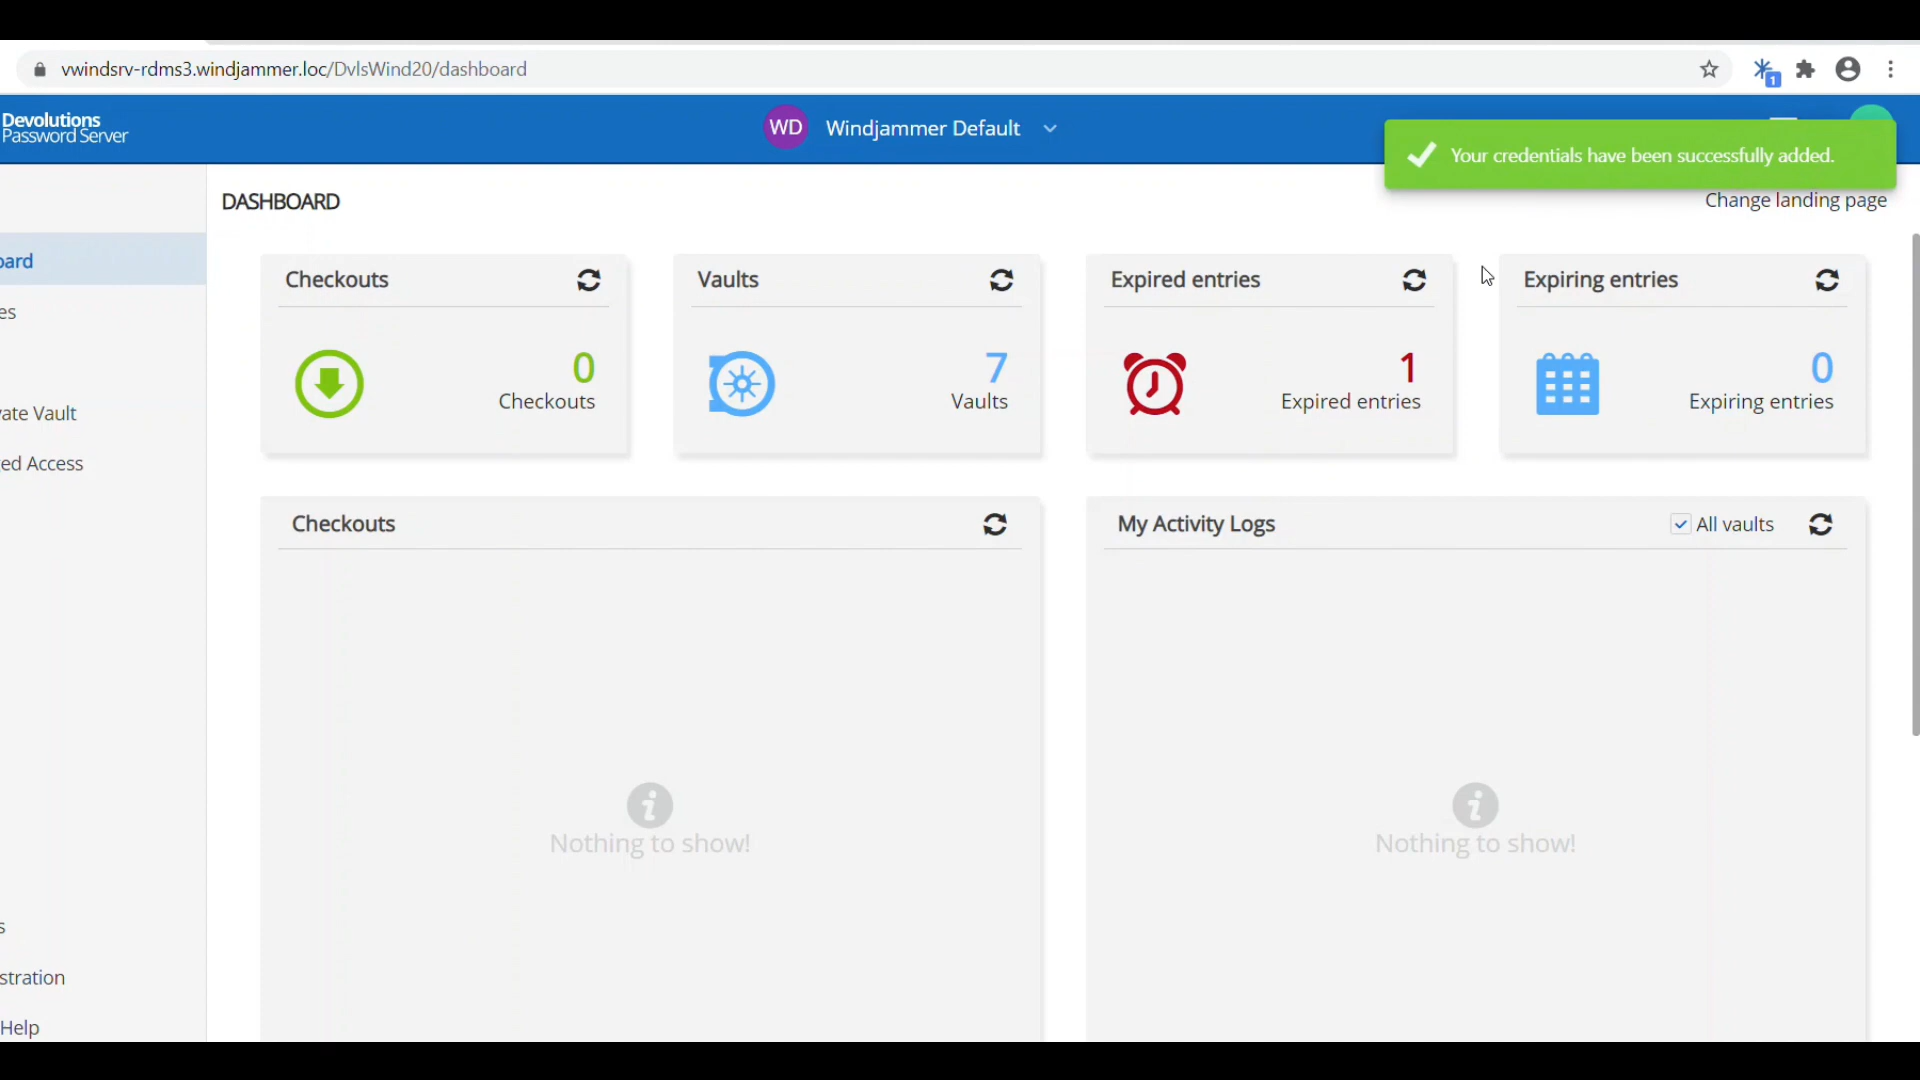 vwindsrv-rdms3.windjammer.loc/DvlsWind20/dashboard
1
Devolutions
Password Server
WD
Windjammer Default
Your credentials have been successfully added.
DASHBOARD
Change landing page
oard
es
ate Vault
ed Access
s
stration
Help
Checkouts
0
Checkouts
Vaults
7
Vaults
Expired entries
1
Expired entries
Expiring entries
0
Expiring entries
Checkouts
Nothing to show!
My Activity Logs
All vaults
Nothing to show!